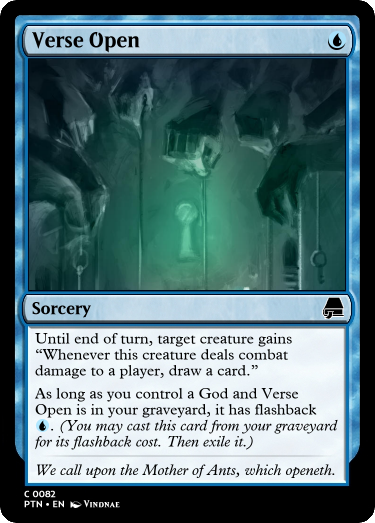 Verse Open
Sorcery
Until end of turn, target creature gains
“Whenever this creature deals combat
damage to a player, draw a card.”
As long as you control a God and Verse
Open is in your graveyard, it has flashback
. (You may cast this card from your graveyard
for its flashback cost. Then exile it.)
We call upon the Mother of Ants, which openeth.
C 0082
PTN • EN Vindnae